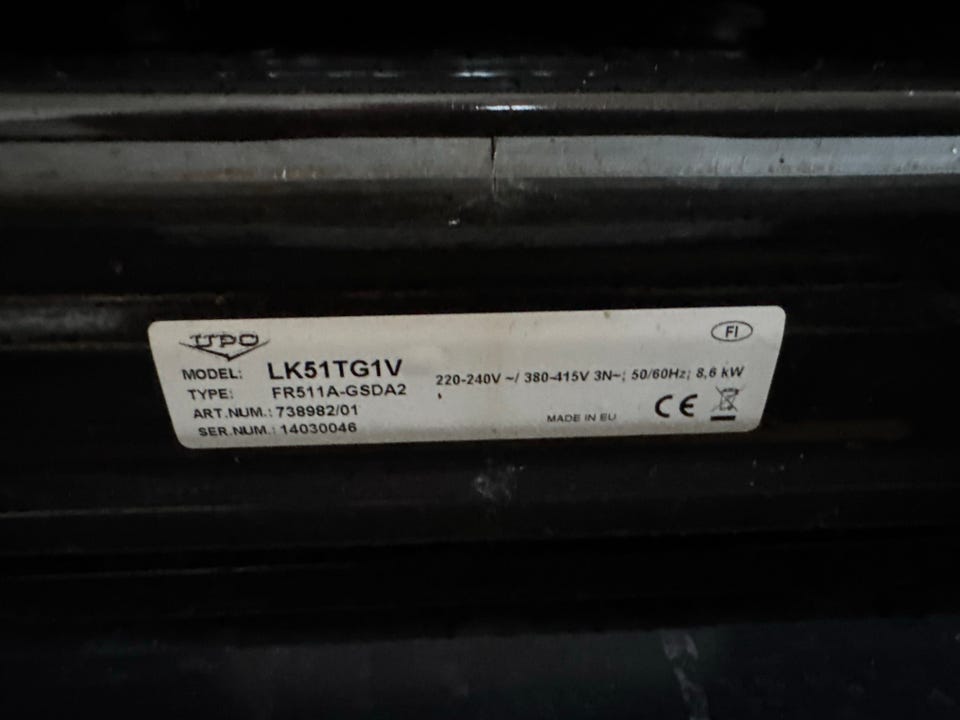 UPO
FI
MODEL: LK51TG1V
TYPE: FR511A-GSDA2
220-240V ~/ 380-415V 3N~; 50/60Hz; 8,6 kW
ART.NUM.: 738982/01
SER.NUM.: 14030046
MADE IN EU
CE